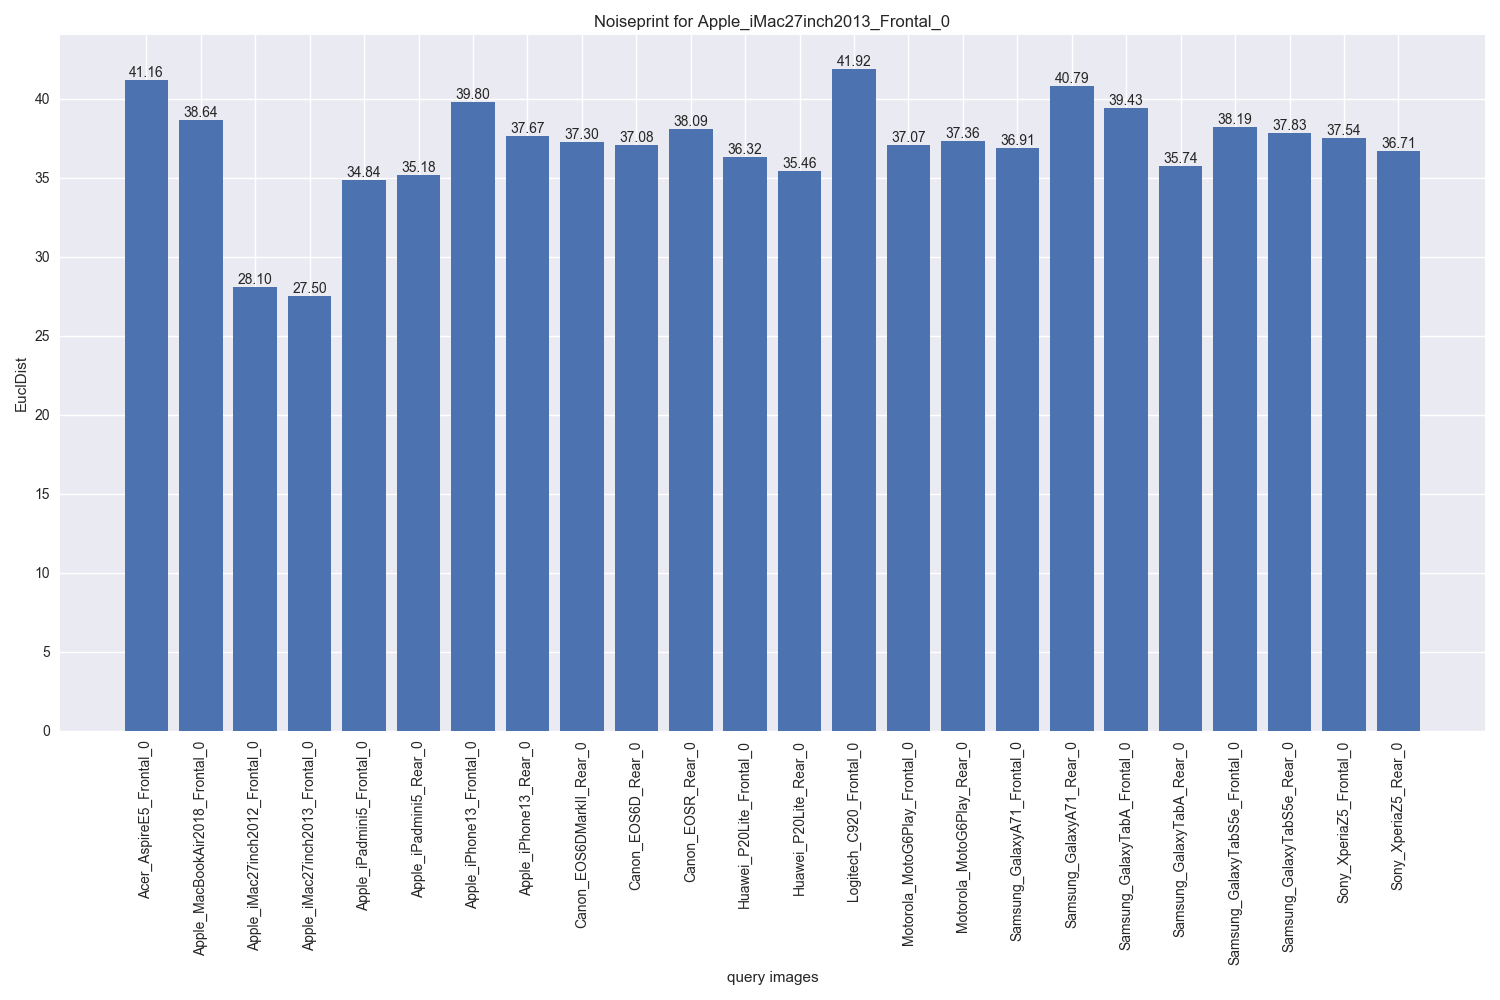 Noiseprint for Apple_iMac27inch2013_Frontal_0
EuclDist
40
35
30
25
20
15
10
5
0
41.16
38.64
28.10
27.50
34.84
35.18
39.80
37.67
37.30
37.08
38.09
36.32
35.46
41.92
37.07
37.36
36.91
40.79
39.43
35.74
38.19
37.83
37.54
36.71
Acer_AspireE5_Frontal_0
Apple_MacBookAir2018_Frontal_0
Apple_iMac27inch2012_Frontal_0
Apple_iMac27inch2013_Frontal_0
Apple_iPadmini5_Frontal_0
Apple_iPadmini5_Rear_0
Apple_iPhone13_Frontal_0
Apple_iPhone13_Rear_0
Canon_EOS6DMarkII_Rear_0
Canon_EOS6D_Rear_0
Canon_EOSR_Rear_0
Huawei_P20Lite_Frontal_0
Huawei_P20Lite_Rear_0
Logitech_C920_Frontal_0
Motorola_MotoG6Play_Frontal_0
Motorola_MotoG6Play_Rear_0
Samsung_GalaxyA71_Frontal_0
Samsung_GalaxyA71_Rear_0
Samsung_GalaxyTabA_Frontal_0
Samsung_GalaxyTabA_Rear_0
Samsung_GalaxyTabS5e_Frontal_0
Samsung_GalaxyTabS5e_Rear_0
Sony_XperiaZ5_Frontal_0
Sony_XperiaZ5_Rear_0
query images